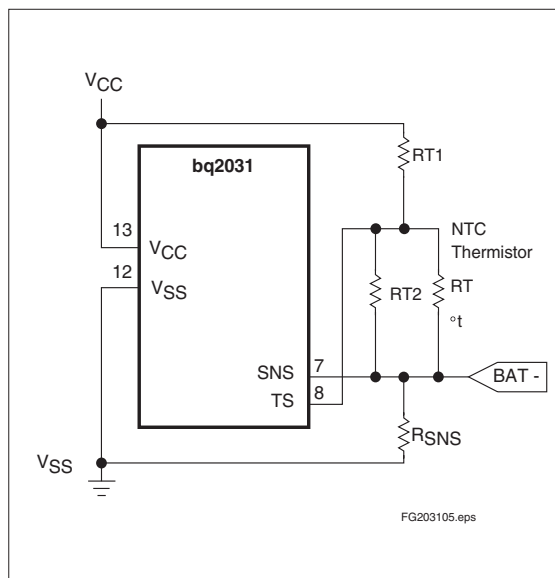 VCC
bq2031
RT1
13
VCC
NTC
Thermistor
12
VSS
RT2
RT
°t
SNS
7
BAT -
TS
8
RSNS
VSS
FG203105.eps